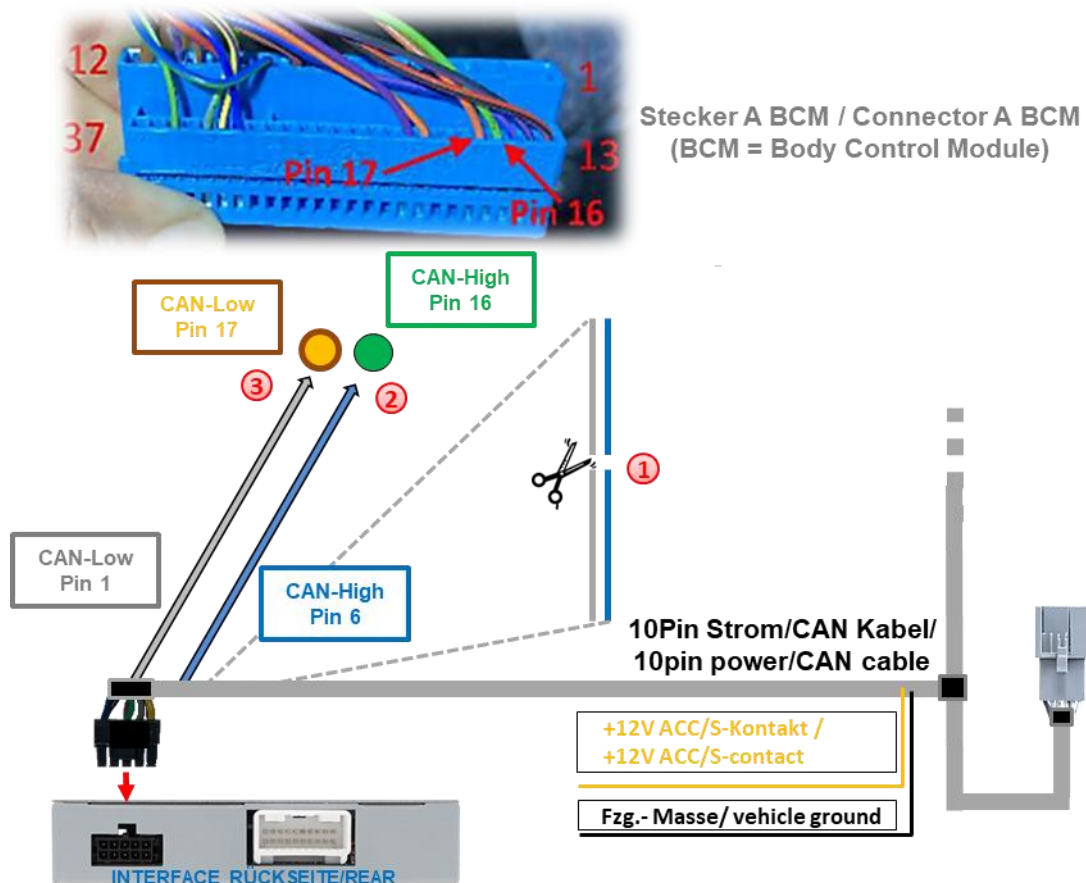 12
1
37
13
Pin 17
Pin 16
Stecker A BCM / Connector A BCM
(BCM = Body Control Module)
CAN-Low
Pin 17
CAN-High
Pin 16
3
2
1
CAN-Low
Pin 1
CAN-High
Pin 6
10Pin Strom/CAN Kabel/
10pin power/CAN cable
+12V ACC/S-Kontakt /
+12V ACC/S-contact
Fzg.- Masse/ vehicle ground
INTERFACE RÜCKSEITE/REAR